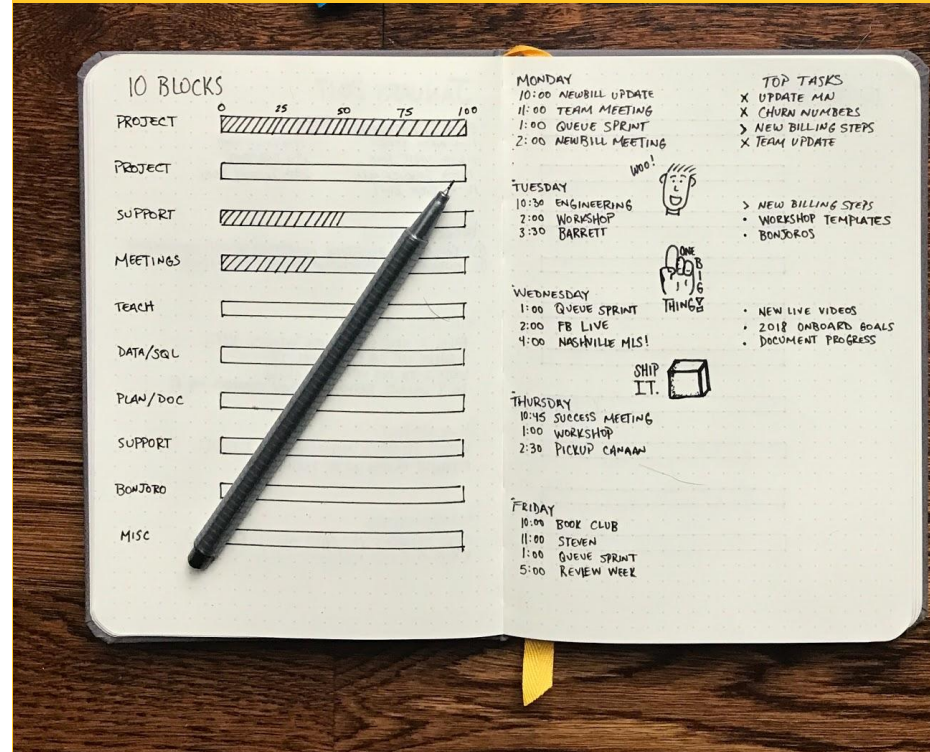 10 BLOCKS
0 25 50 75 100
PROJECT
PROJECT
SUPPORT
MEETINGS
TEACH
DATA/SQL
PLAN/DOC
SUPPORT
BONJORO
MISC
MONDAY
10:00 NEWBILL UPDATE
11:00 TEAM MEETING
1:00 QUEUE SPRINT
2:00 NEWBILL MEETING
TOP TASKS
X UPDATE MN
X CHURN NUMBERS
> NEW BILLING STEPS
X TEAM UPDATE
WOO!
TUESDAY
10:30 ENGINEERING
2:00 WORKSHOP
3:30 BARRETT
> NEW BILLING STEPS
• WORKSHOP TEMPLATES
• BONJOROS
ONE
BIG
THING!
WEDNESDAY
1:00 QUEUE SPRINT
2:00 FB LIVE
4:00 NASHVILLE MLS!
• NEW LIVE VIDEOS
• 2018 ONBOARD GOALS
• DOCUMENT PROGRESS
SHIP
IT.
THURSDAY
10:45 SUCCESS MEETING
1:00 WORKSHOP
2:30 PICKUP CANAAN
FRIDAY
10:00 BOOK CLUB
11:00 STEVEN
1:00 QUEUE SPRINT
5:00 REVIEW WEEK